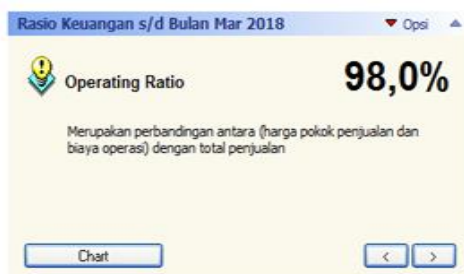 Rasio Keuangan s/d Bulan Mar 2018 Opsi
Operating Ratio 98,0%
Merupakan perbandingan antara (harga pokok penjualan dan
biaya operasi) dengan total penjualan
Chart < >